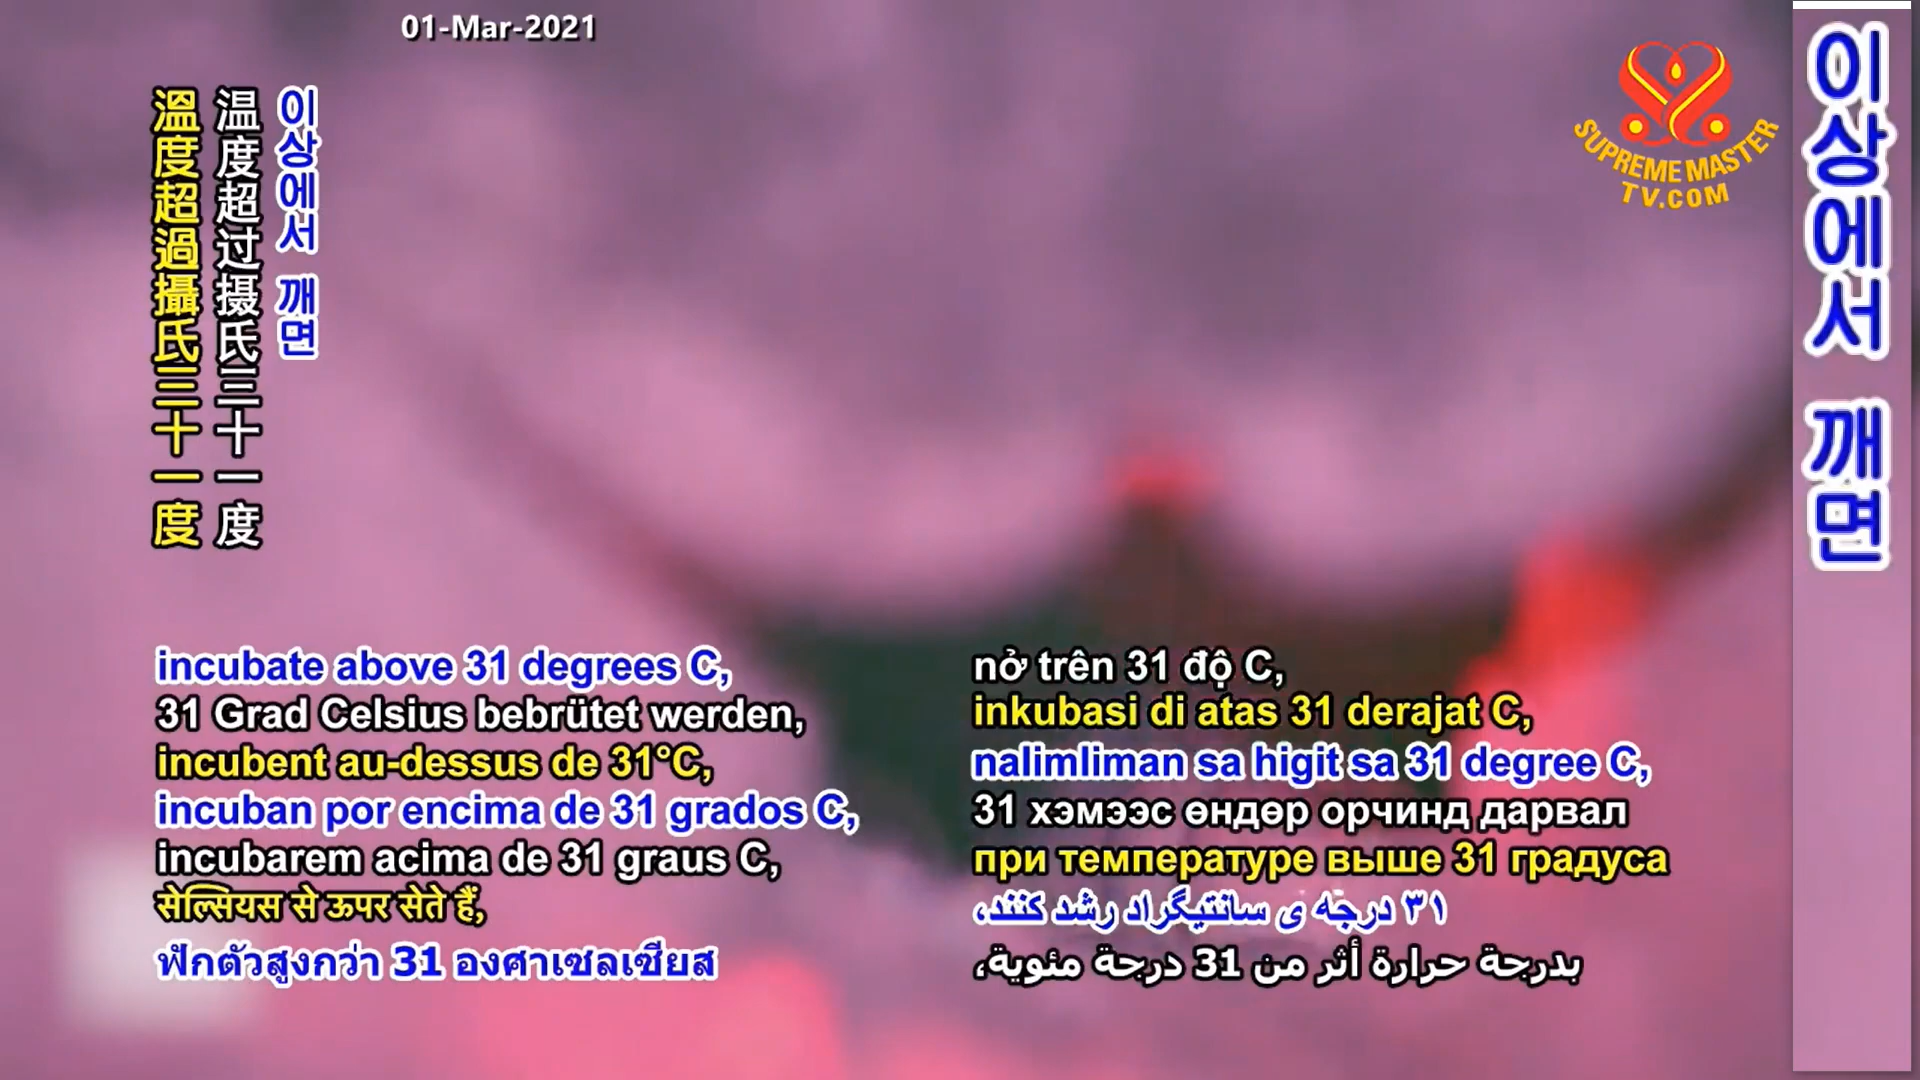 01-Mar-2021
SUPREME MASTER
TV.COM
溫度超過攝氏三十一度
温度超过摄氏三十一度
이상에서 깨면
이상에서 깨면
incubate above 31 degrees C,
31 Grad Celsius bebrütet werden,
incubent au-dessus de 31°C,
incuban por encima de 31 grados C,
incubarem acima de 31 graus C,
सेल्सियस से ऊपर सेते हैं,
ฟักตัวสูงกว่า 31 องศาเซลเซียส
nở trên 31 độ C,
inkubasi di atas 31 derajat C,
nalimliman sa higit sa 31 degree C,
31 хэмээс өндөр орчинд дарвал
при температуре выше 31 градуса
۳۱ درجه ی سانتیگراد رشد کنند،
بدرجة حرارة أثر من 31 درجة مئوية،